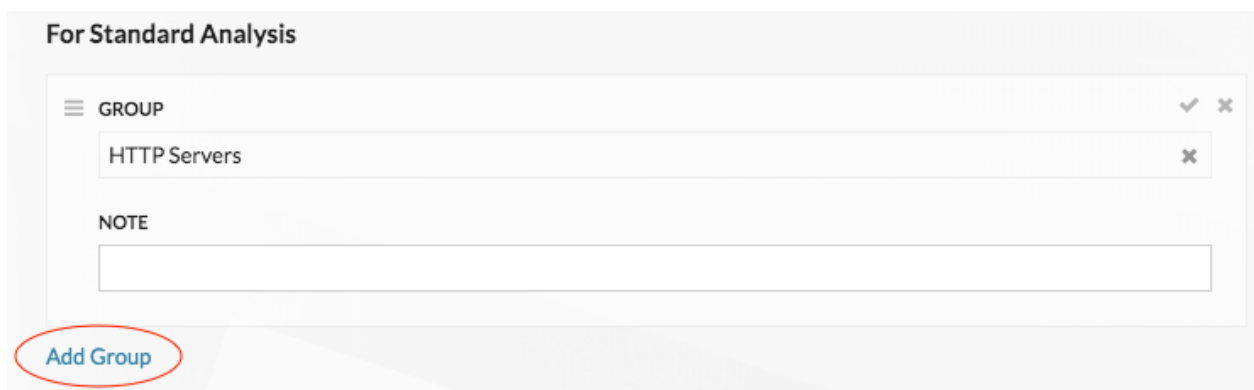 For Standard Analysis
GROUP
HTTP Servers
NOTE
Add Group